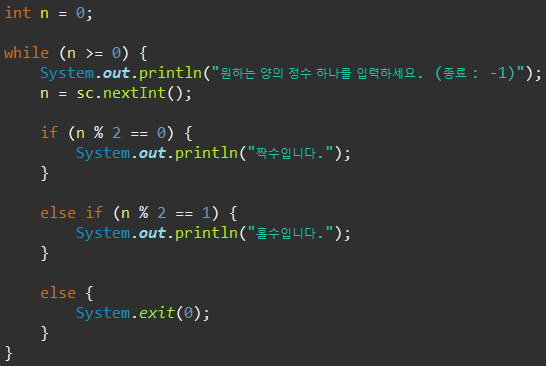 int n = 0;
while (n >= 0) {
System.out.println("원하는 양의 정수 하나를 입력하세요. (종료 : -1)");
n = sc.nextInt();
if (n % 2 == 0) {
System.out.println("짝수입니다.");
}
else if (n % 2 == 1) {
System.out.println("홀수입니다.");
}
else {
System.exit(0);
}
}